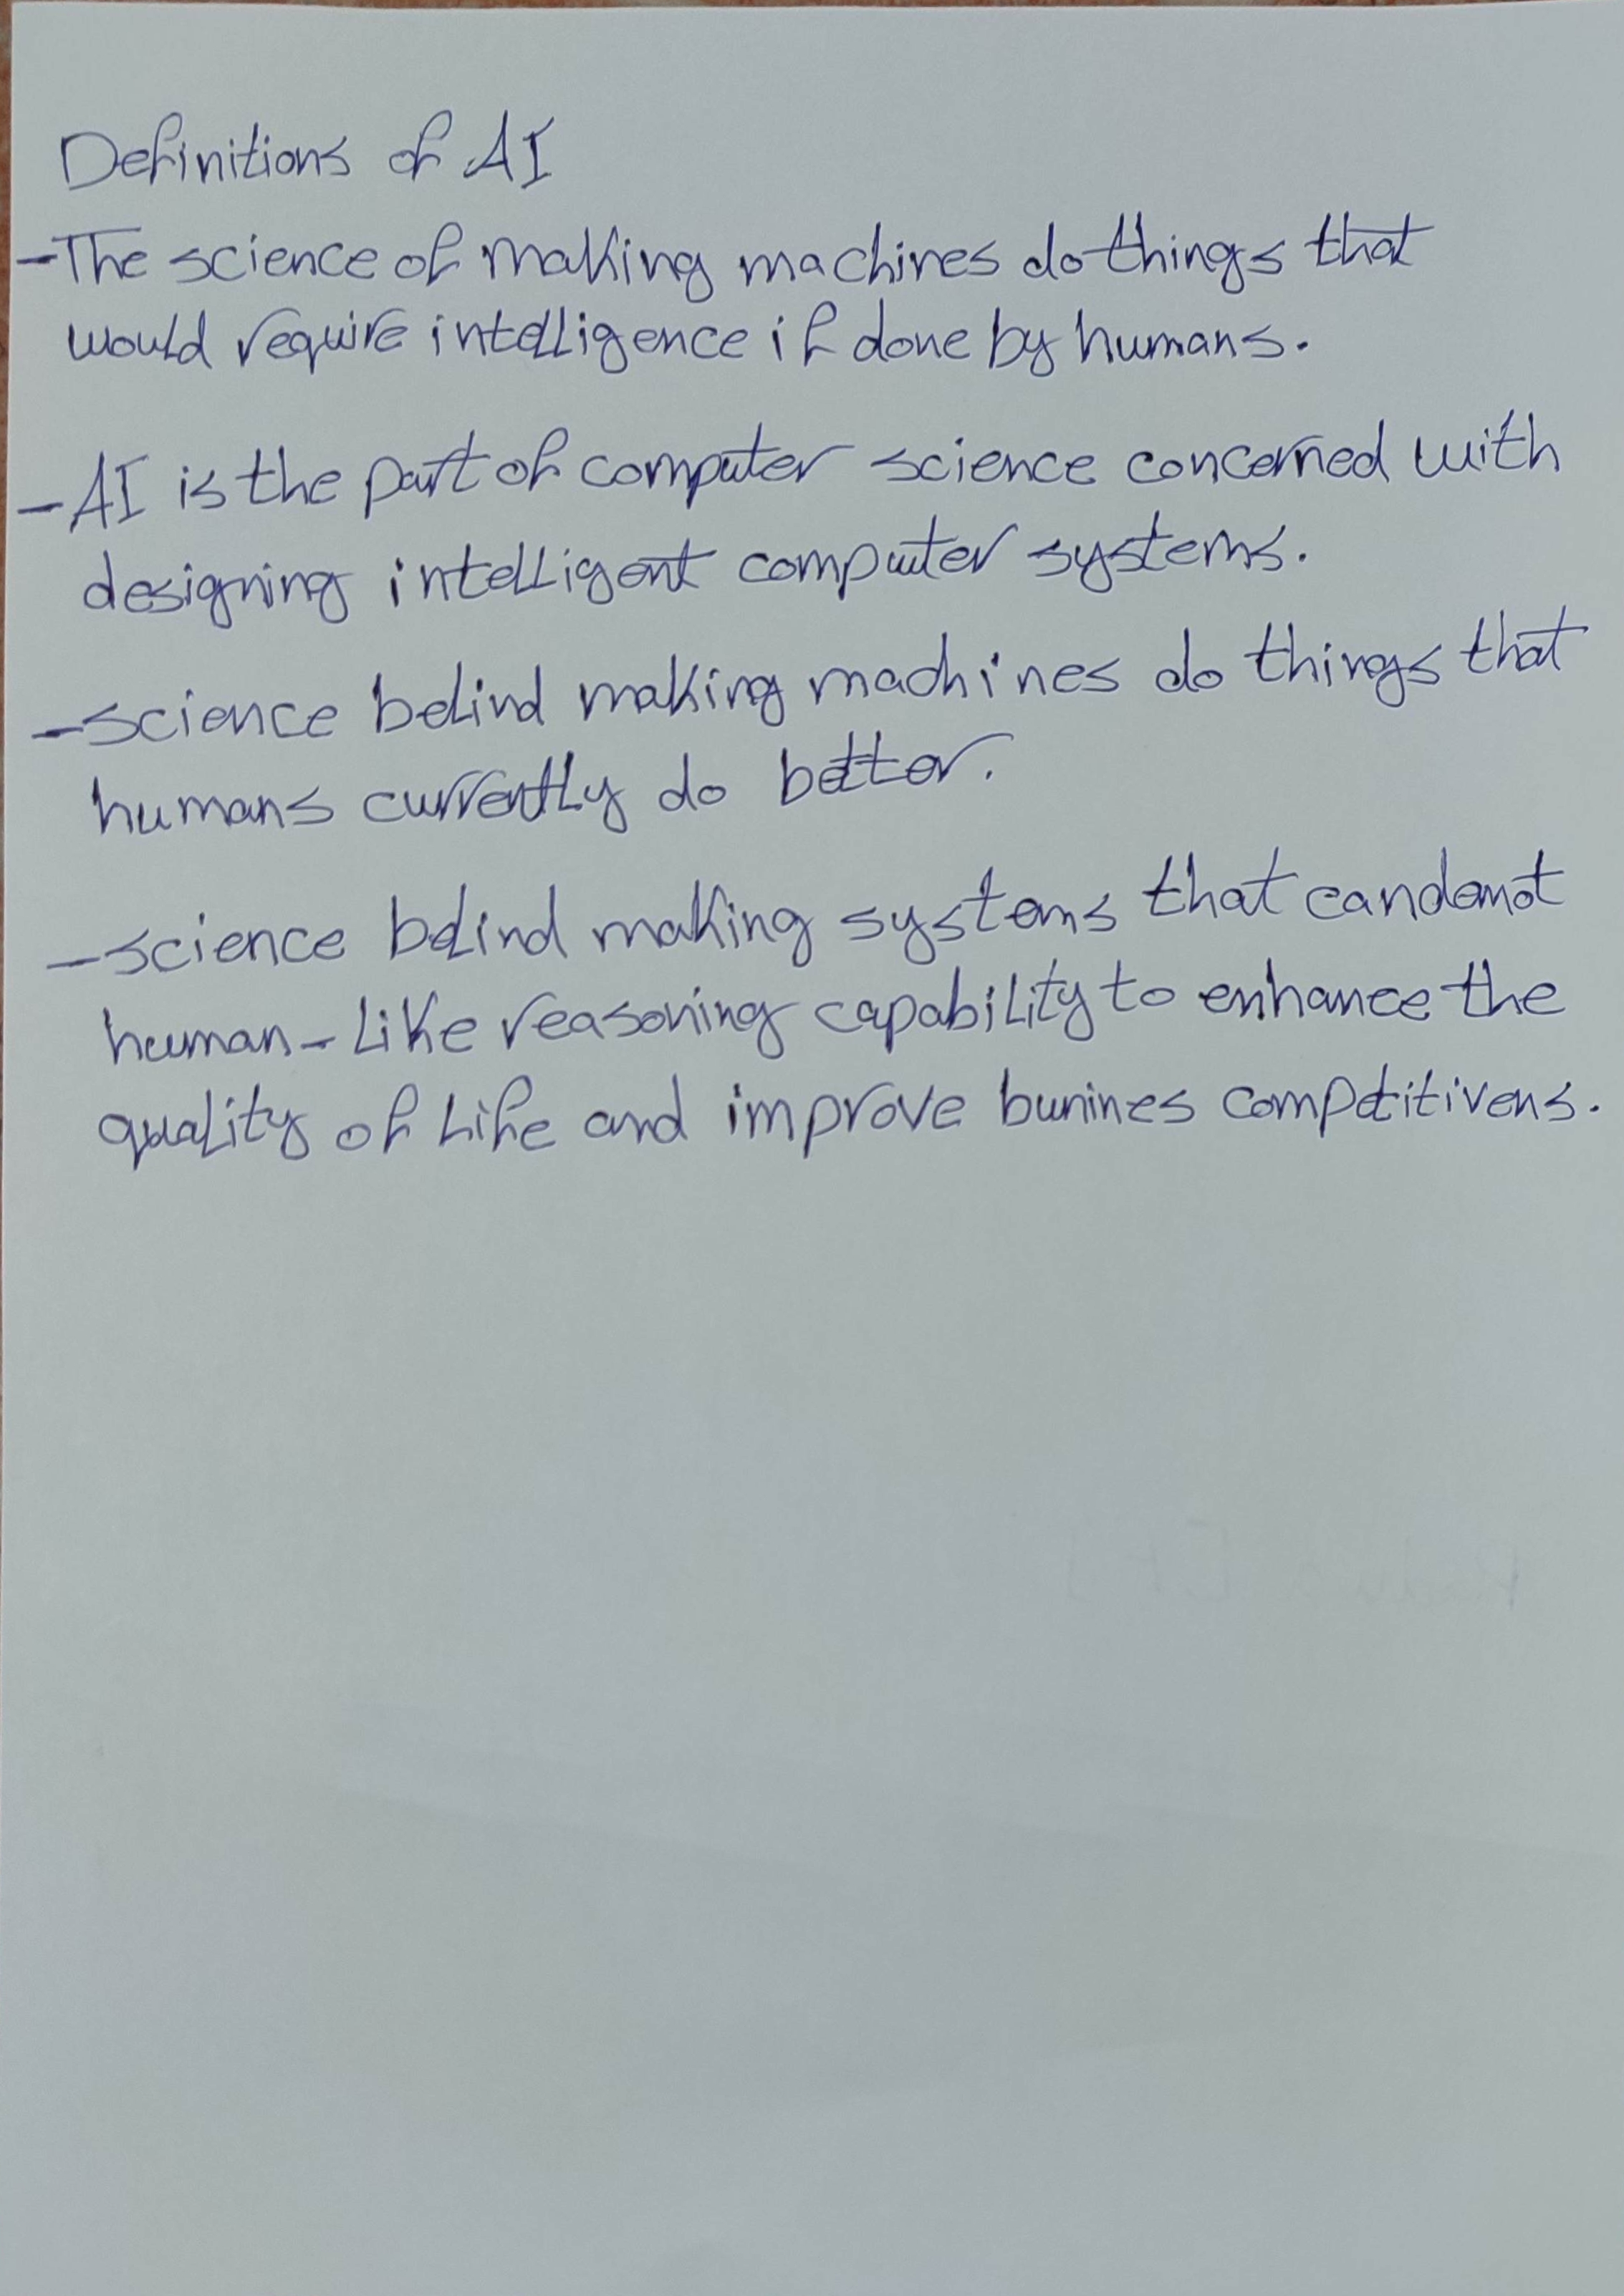 Definitions of AI
- The science of making machines do things that
would require intelligence if done by humans.
- AI is the part of computer science concerned with
designing intelligent computer systems.
- science behind making machines do things that
humans currently do better.
- science behind making systems that can
human-like reasoning capability to enhance the
quality of life and improve bunines competitivens.